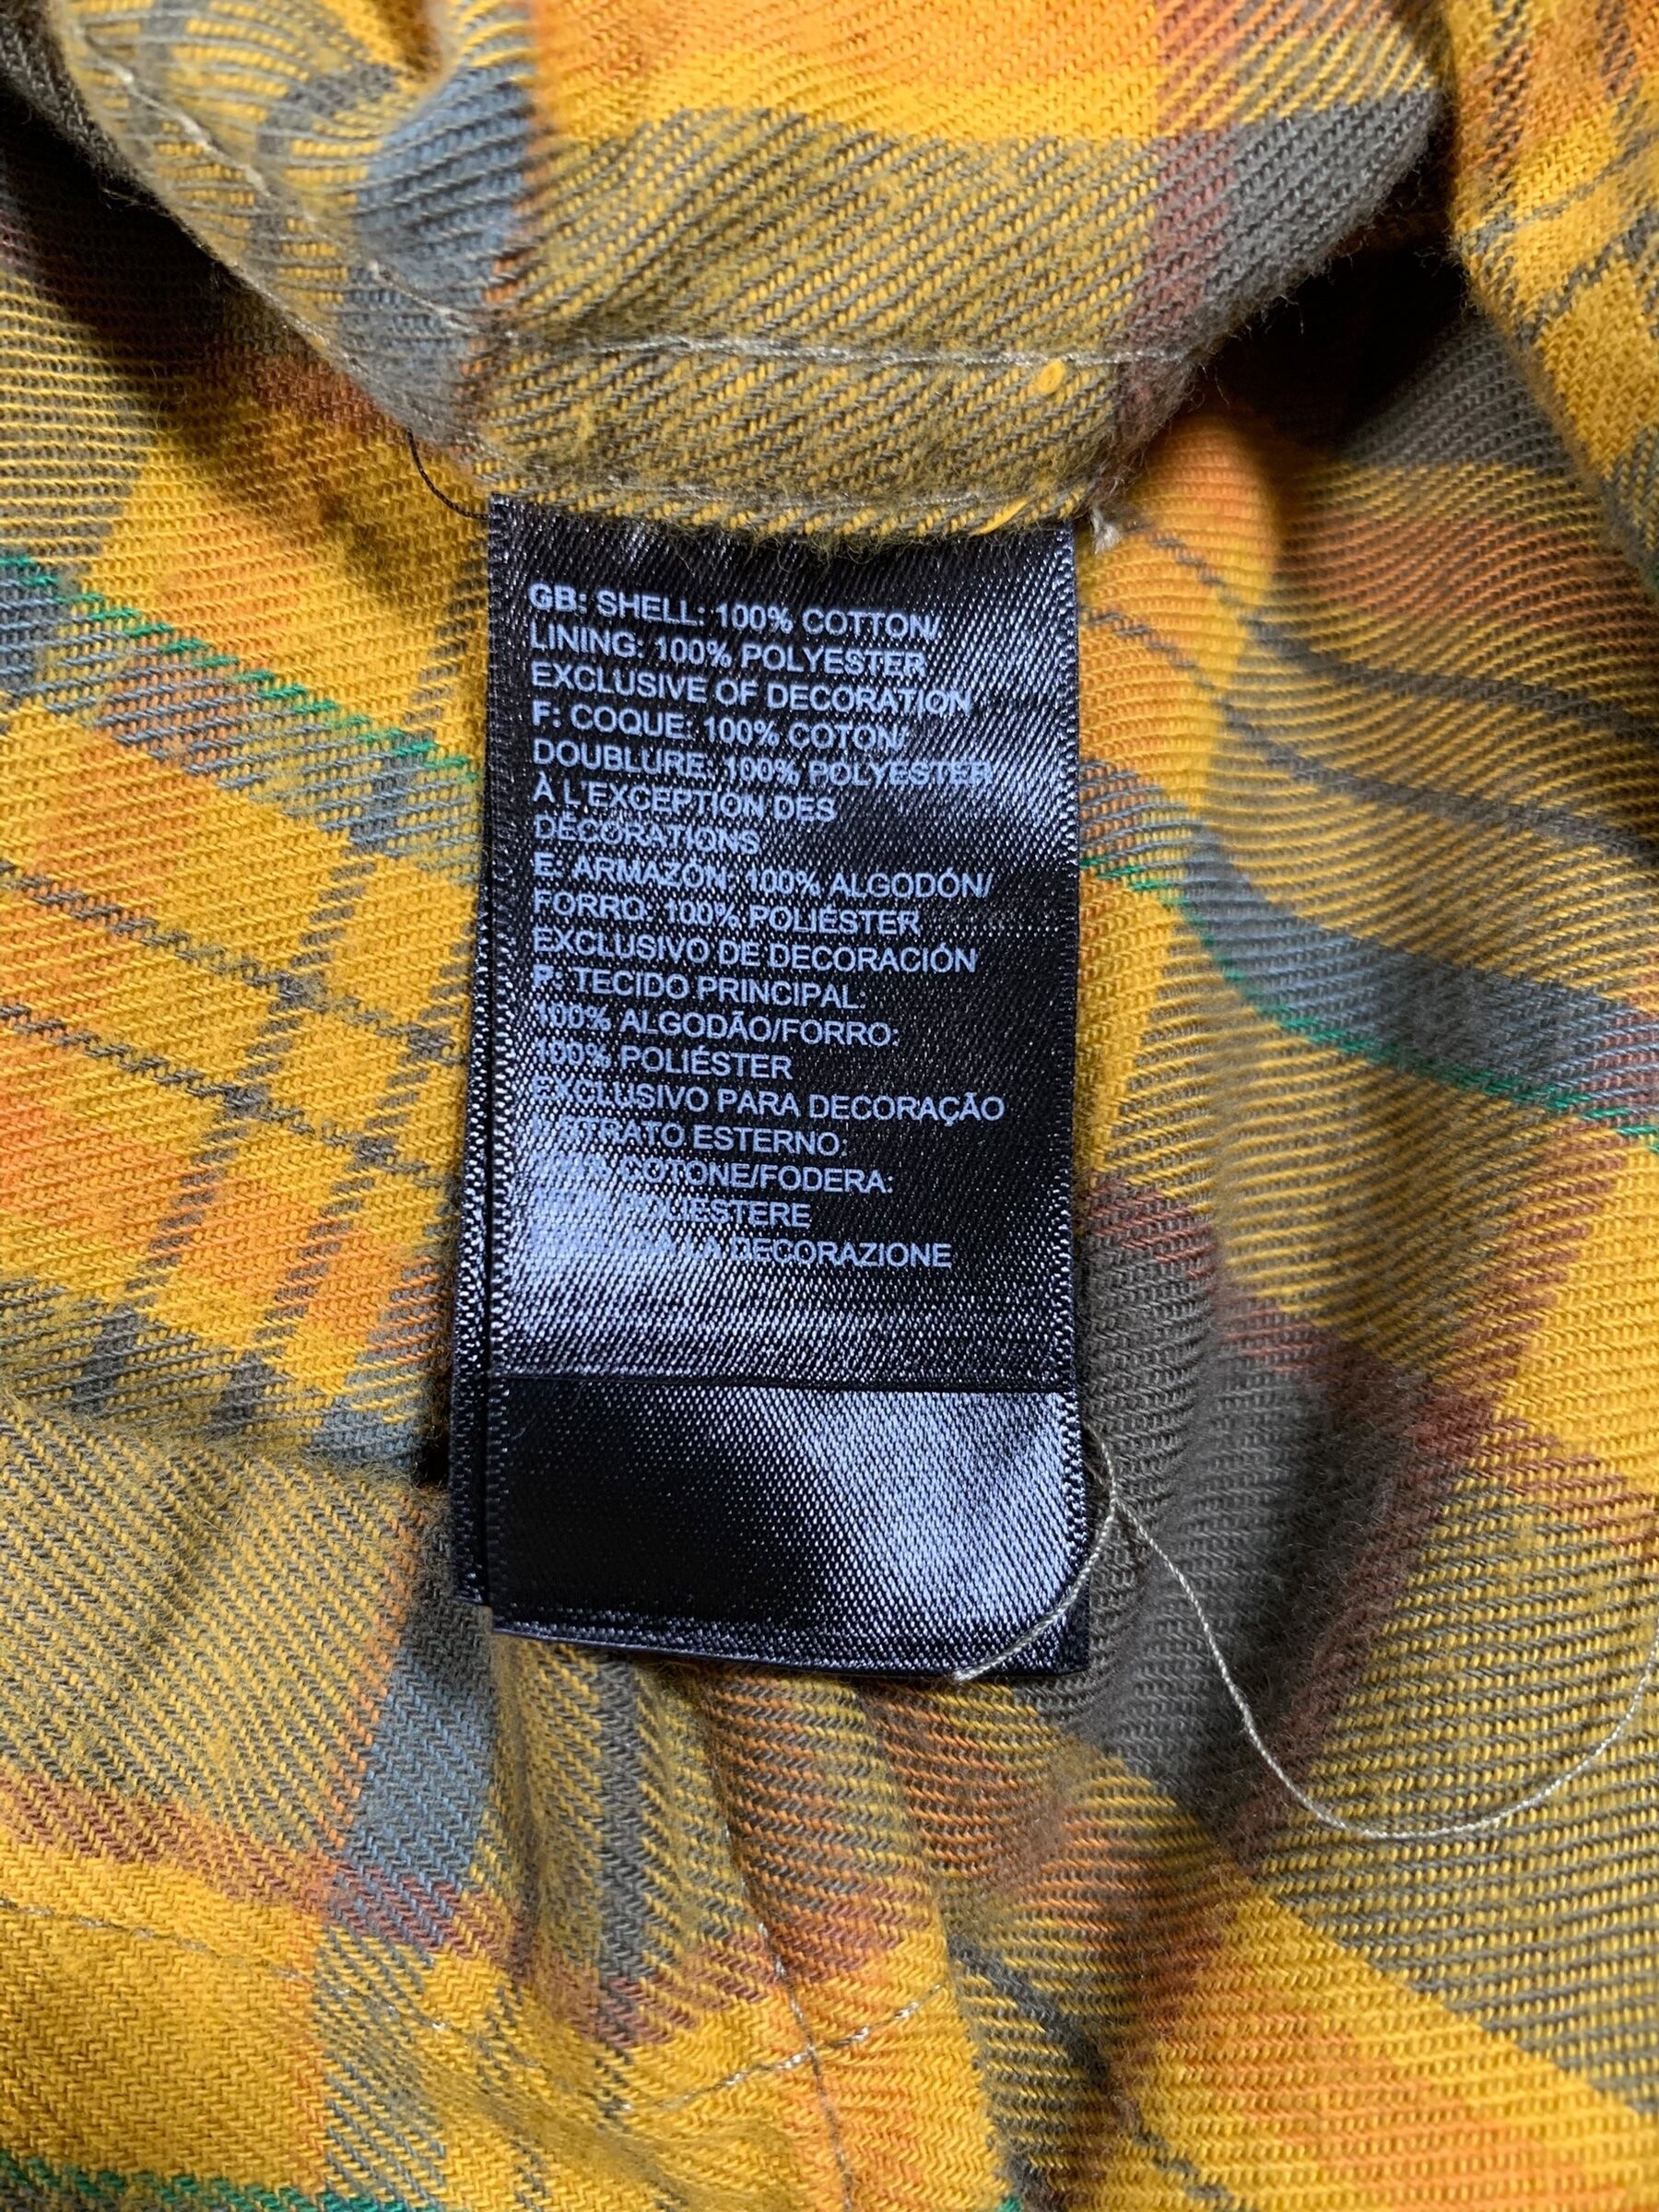 GB: SHELL: 100% COTTON/
LINING: 100% POLYESTER
EXCLUSIVE OF DECORATION
F: COQUE: 100% COTON/
DOUBLURE: 100% POLYESTER
À L'EXCEPTION DES
DÉCORATIONS
E: ARMAZÓN: 100% ALGODÓN/
FORRO: 100% POLIÉSTER
EXCLUSIVO DE DECORACIÓN
P: TECIDO PRINCIPAL:
100% ALGODÃO/FORRO:
100% POLIÉSTER
EXCLUSIVO PARA DECORAÇÃO
STRATO ESTERNO:
COTONE/FODERA:
POLIESTERE
LA DECORAZIONE